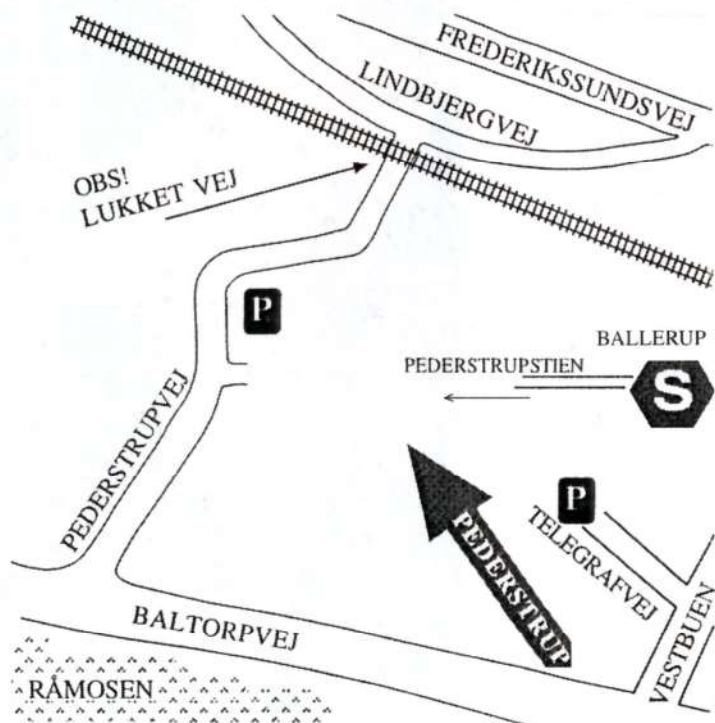 FREDERIKSSUNDSVEJ
LINDBJERGVEJ
OBS!
LUKKET VEJ
P
BALLERUP
PEDERSTRUPSTIEN
S
PEDERSTRUPVEJ
P
PEDERSTRUP
TELEGRAFVEJ
VESTBUEN
BALTORPVEJ
RÅMOSEN